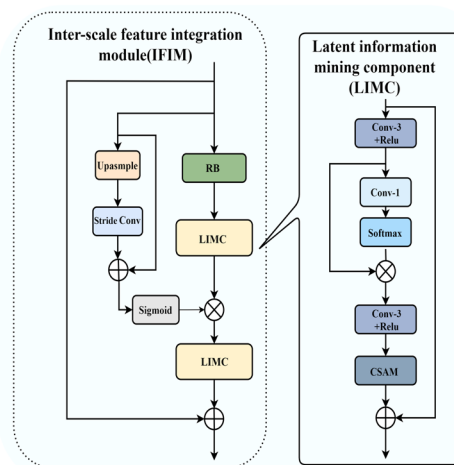 Inter-scale feature integration
module(IFIM)
Upasmple
RB
Stride Conv
LIMC
Sigmoid
LIMC
Latent information
mining component
(LIMC)
Conv-3
+Relu
Conv-1
Softmax
Conv-3
+Relu
CSAM